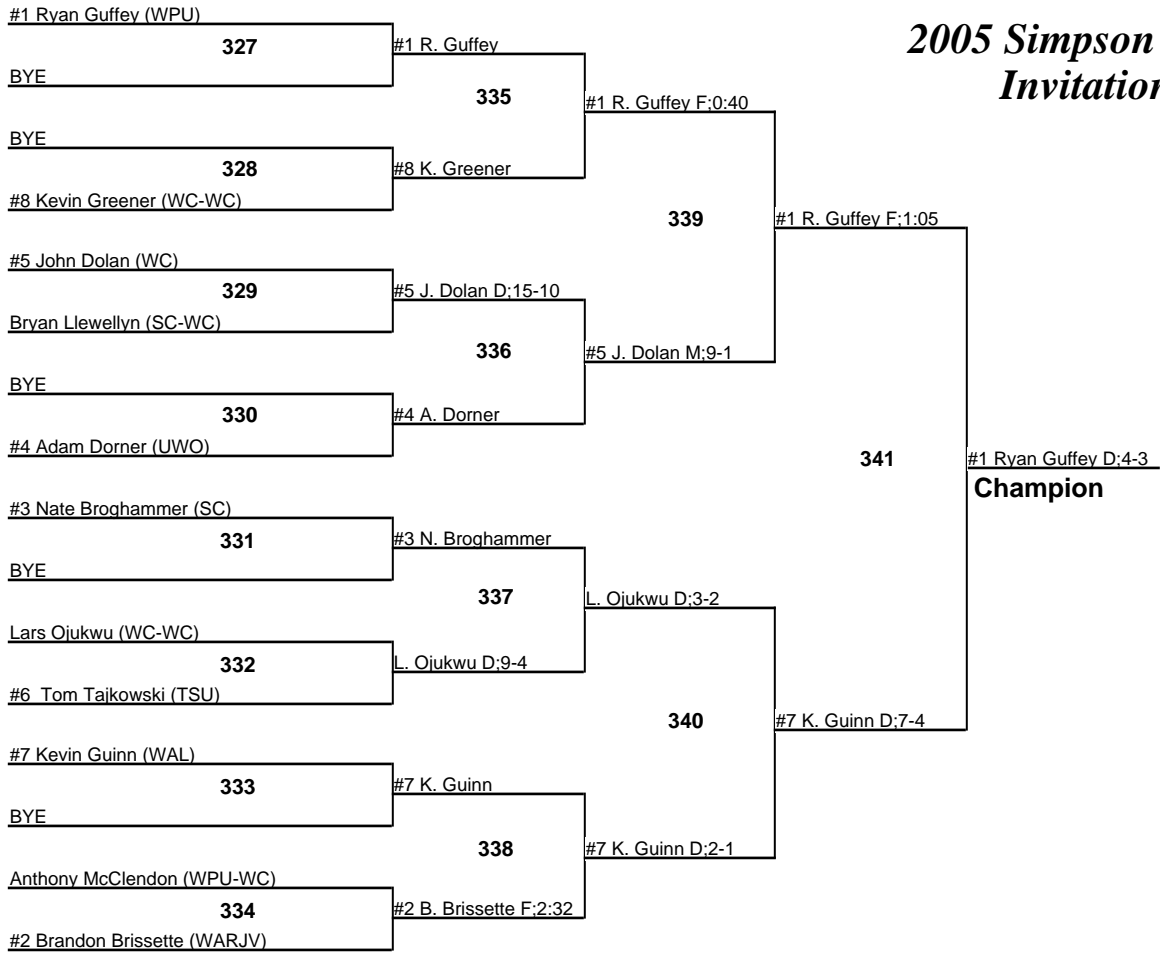 2005 Simpson
Invitation
#1 Ryan Guffey (WPU)
327
BYE
BYE
328
#8 Kevin Greener (WC-WC)
#5 John Dolan (WC)
329
Bryan Llewellyn (SC-WC)
BYE
330
#4 Adam Dorner (UWO)
#3 Nate Broghammer (SC)
331
BYE
Lars Ojukwu (WC-WC)
332
#6 Tom Tajkowski (TSU)
#7 Kevin Guinn (WAL)
333
BYE
Anthony McClendon (WPU-WC)
334
#2 Brandon Brissette (WARJV)
#1 R. Guffey
335
#8 K. Greener
#5 J. Dolan D;15-10
336
#4 A. Dorner
#3 N. Broghammer
337
L. Ojukwu D;9-4
#7 K. Guinn
338
#2 B. Brissette F;2:32
#1 R. Guffey F;0:40
339
#5 J. Dolan M;9-1
L. Ojukwu D;3-2
340
#7 K. Guinn D;2-1
#1 R. Guffey F;1:05
341
#7 K. Guinn D;7-4
#1 Ryan Guffey D;4-3
Champion